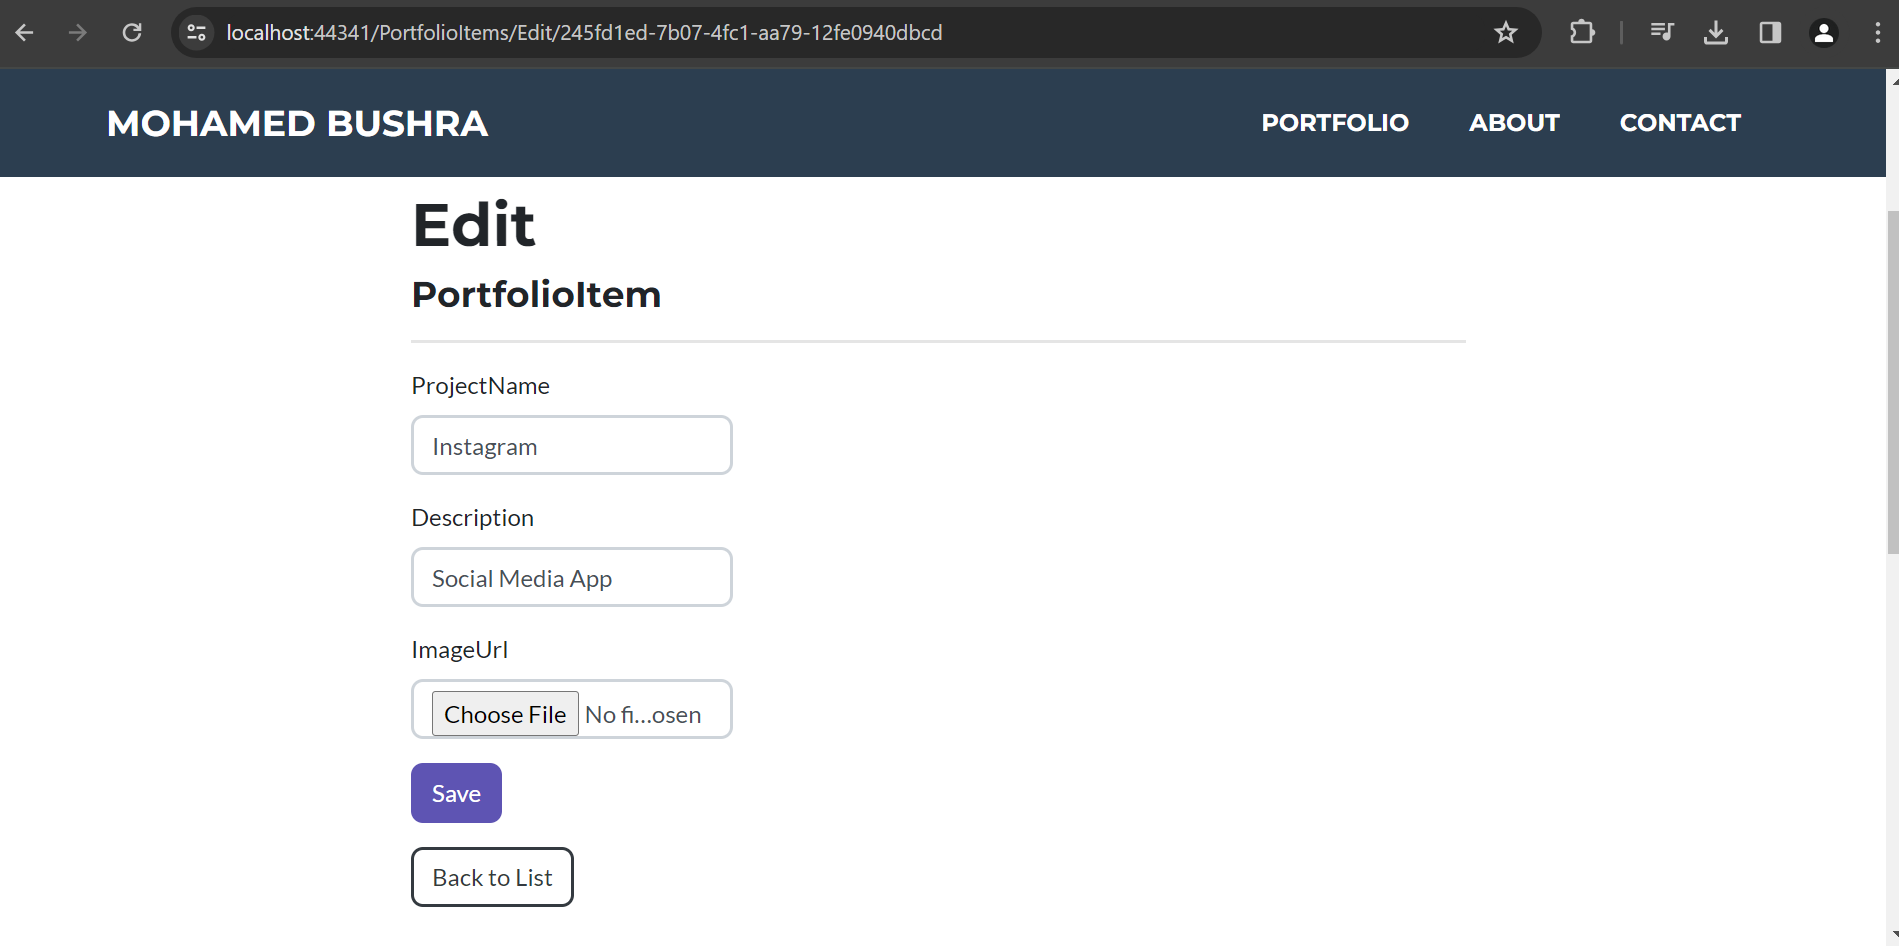 localhost:44341/PortfolioItems/Edit/245fd1ed-7b07-4fc1-aa79-12fe0940dbcd
MOHAMED BUSHRA PORTFOLIO ABOUT CONTACT
Edit
PortfolioItem
ProjectName
Instagram
Description
Social Media App
ImageUrl
Choose File No fi...osen
Save
Back to List